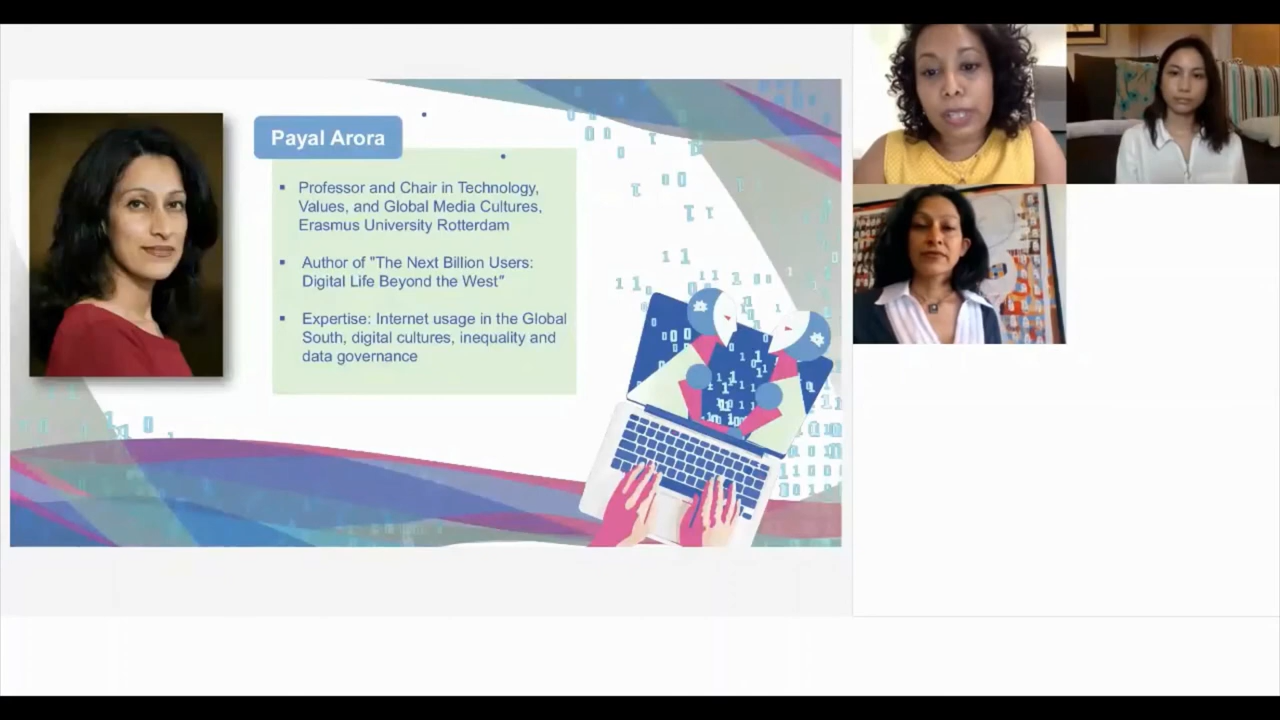 Payal Arora
▪ Professor and Chair in Technology,
Values, and Global Media Cultures,
Erasmus University Rotterdam
▪ Author of "The Next Billion Users:
Digital Life Beyond the West"
▪ Expertise: Internet usage in the Global
South, digital cultures, inequality and
data governance